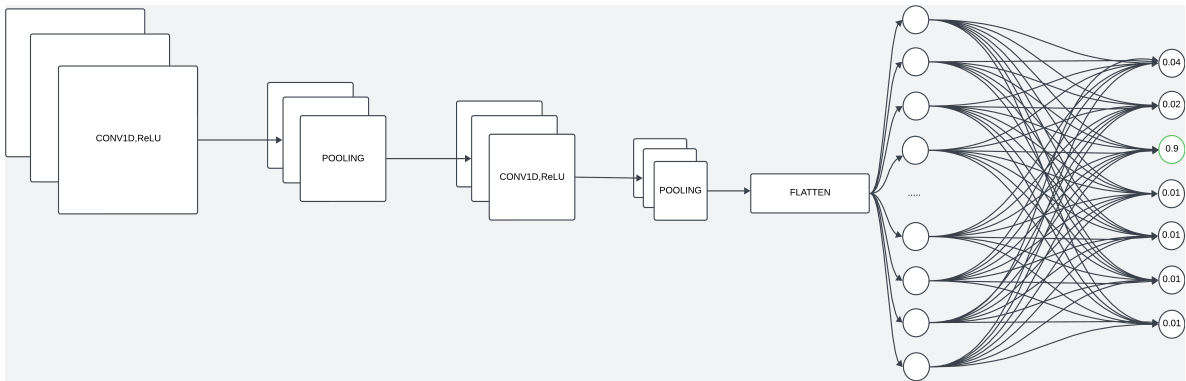 CONV1D,ReLU
POOLING
CONV1D,ReLU
POOLING
FLATTEN
.....
0.04
0.02
0.9
0.01
0.01
0.01
0.01